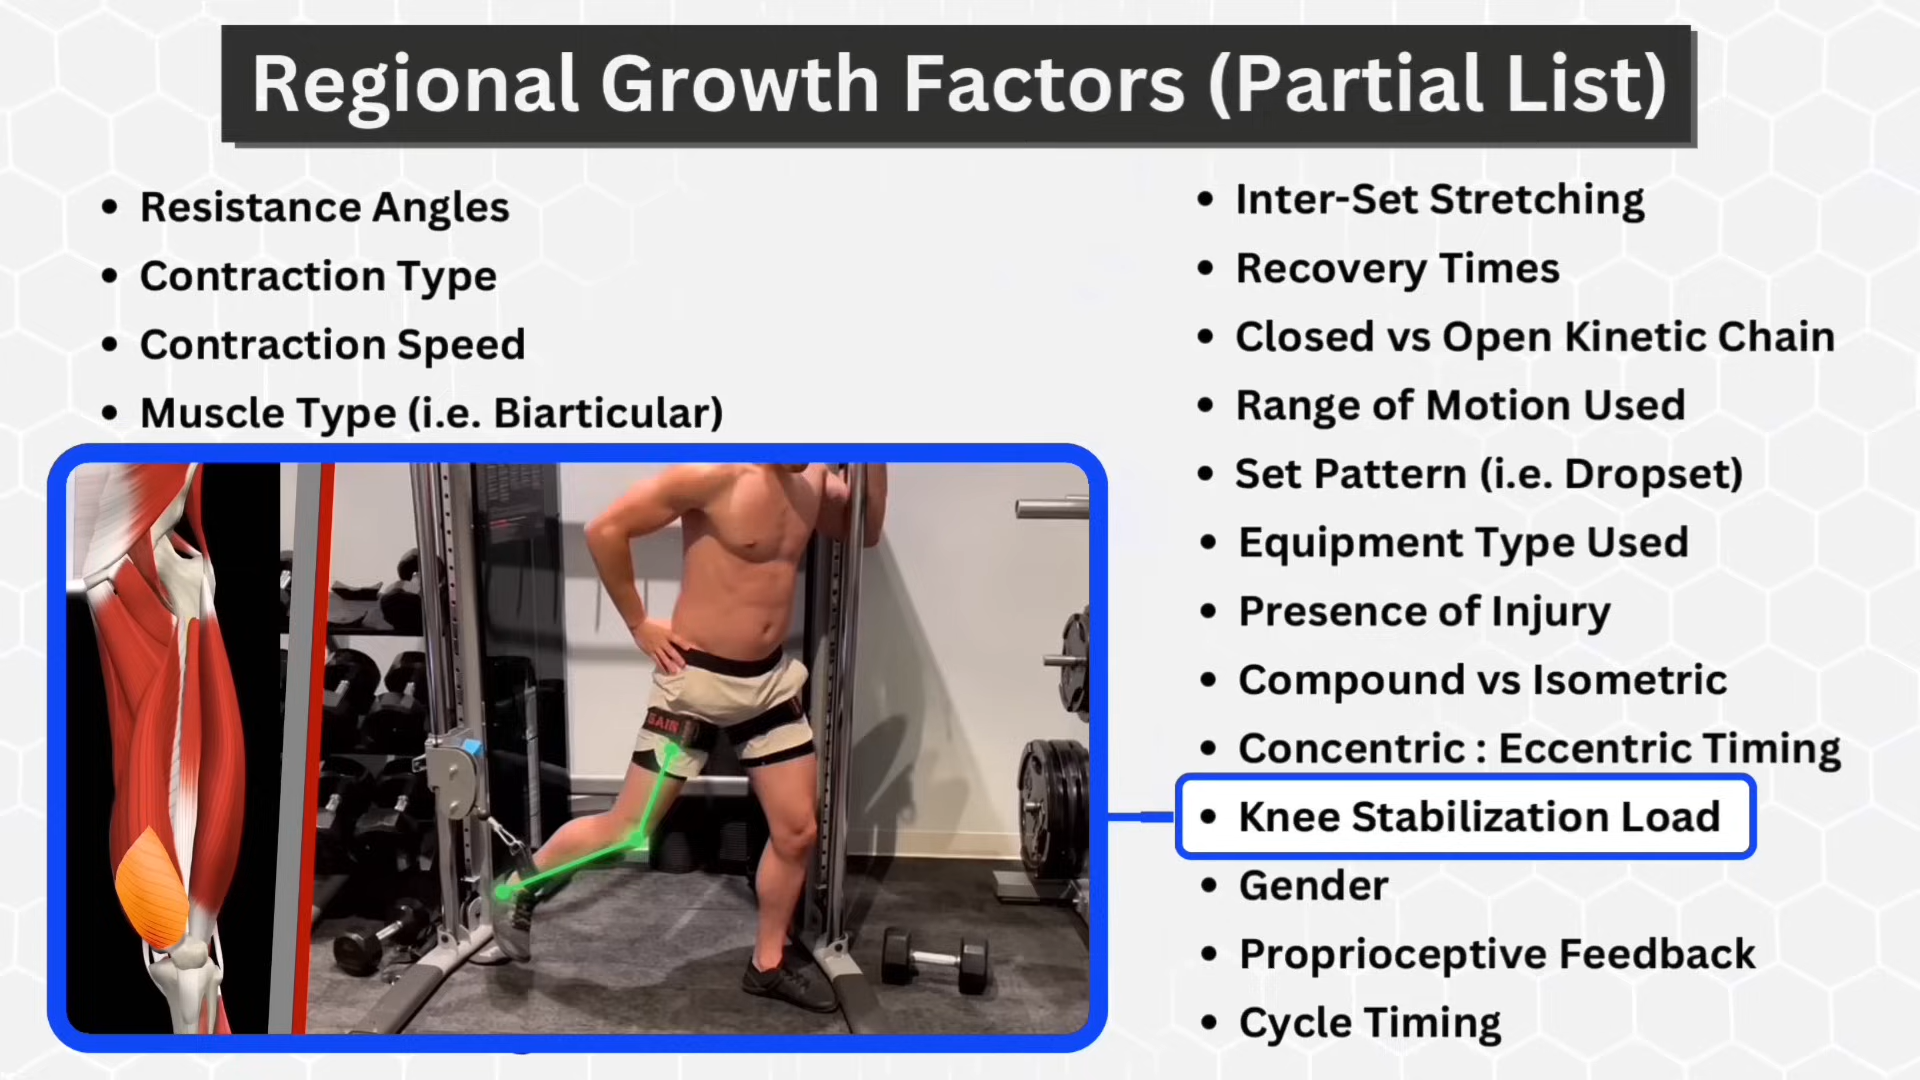 Regional Growth Factors (Partial List)
• Resistance Angles
• Contraction Type
• Contraction Speed
• Muscle Type (i.e. Biarticular)
• Inter-Set Stretching
• Recovery Times
• Closed vs Open Kinetic Chain
• Range of Motion Used
• Set Pattern (i.e. Dropset)
• Equipment Type Used
• Presence of Injury
• Compound vs Isometric
• Concentric : Eccentric Timing
• Knee Stabilization Load
• Gender
• Proprioceptive Feedback
• Cycle Timing